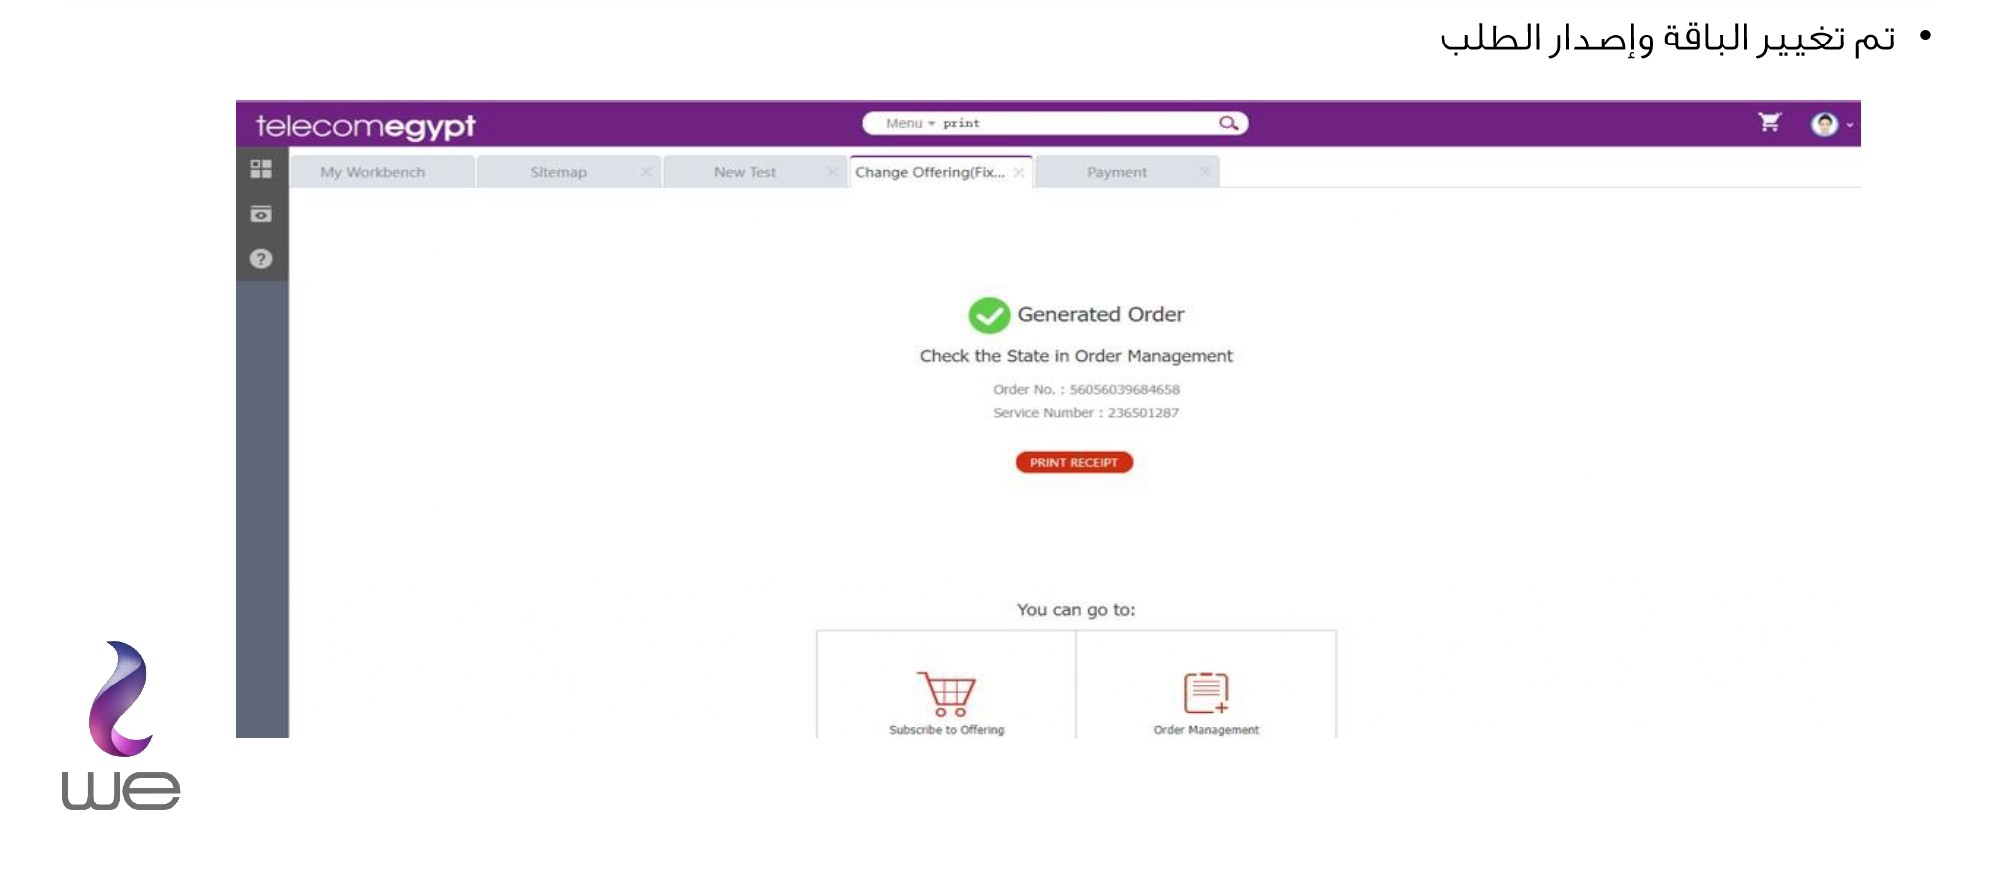 • تم تغيير الباقة وإصدار الطلب
telecomegypt
Menu print
My Workbench
Sitemap
New Test
Change Offering(Fix...
Payment
Generated Order
Check the State in Order Management
Order No. : 56056039684658
Service Number : 236501287
PRINT RECEIPT
You can go to:
Subscribe to Offering
Order Management
we